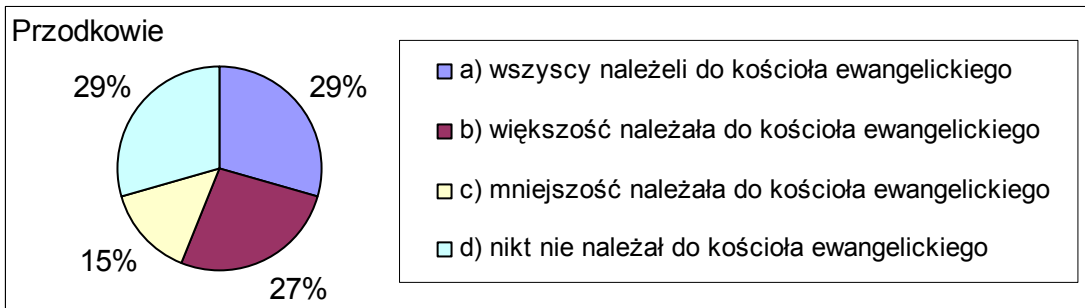 Przodkowie
29%
29%
15%
27%
a) wszyscy należeli do kościoła ewangelickiego
b) większość należała do kościoła ewangelickiego
c) mniejszość należała do kościoła ewangelickiego
d) nikt nie należał do kościoła ewangelickiego